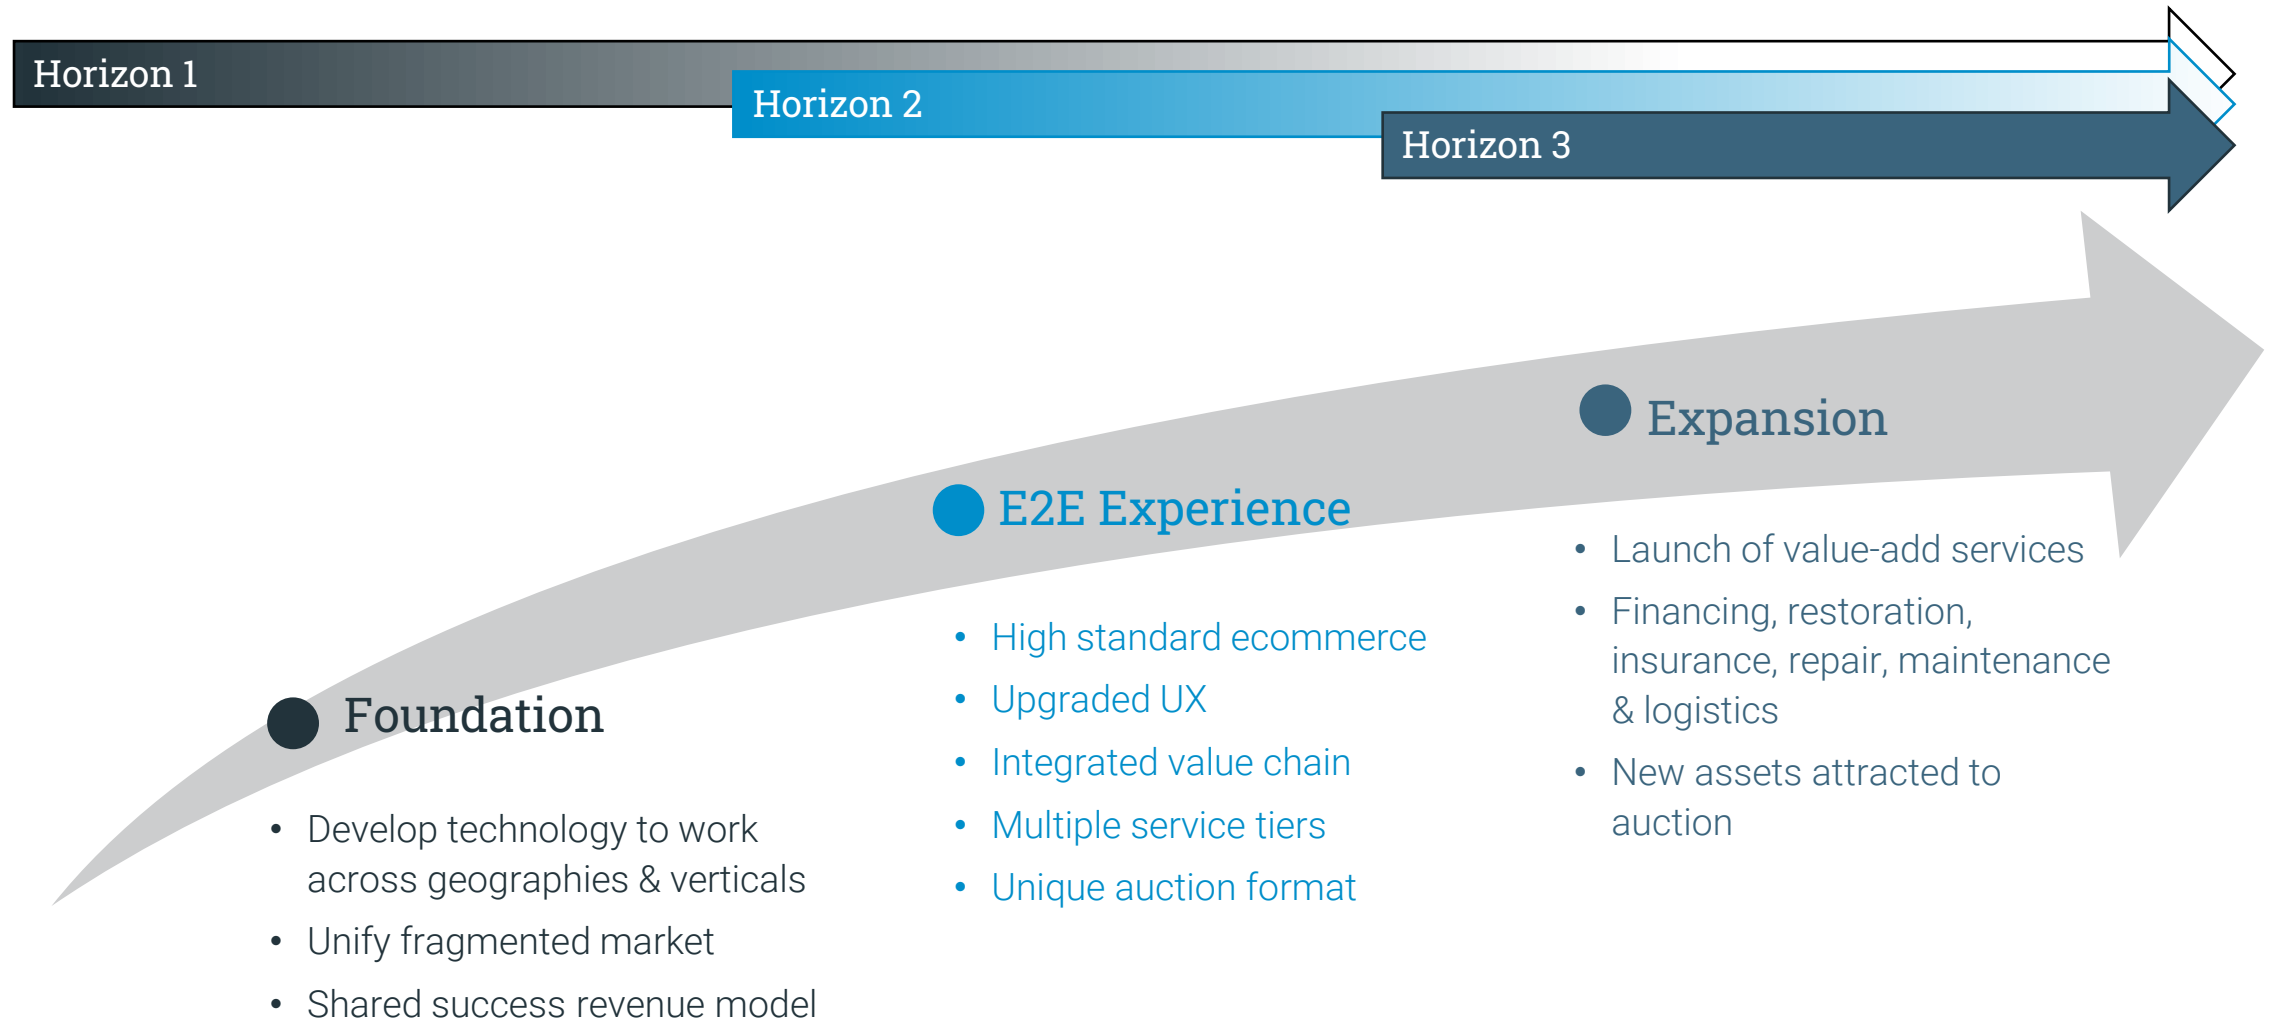 Horizon 1
Horizon 2
Horizon 3
Foundation
• Develop technology to work
across geographies & verticals
• Unify fragmented market
• Shared success revenue model
E2E Experience
• High standard ecommerce
• Upgraded UX
• Integrated value chain
• Multiple service tiers
• Unique auction format
Expansion
• Launch of value-add services
• Financing, restoration,
insurance, repair, maintenance
& logistics
• New assets attracted to
auction